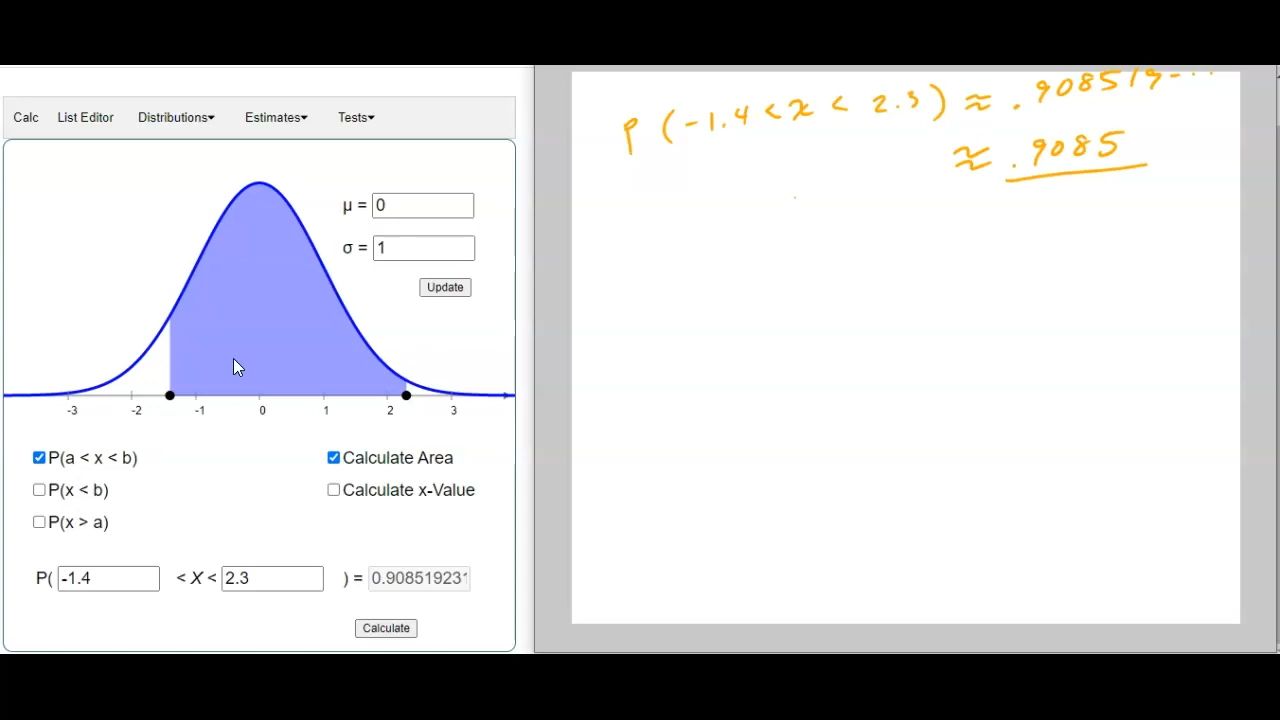 Calc List Editor Distributions▾ Estimates▾ Tests▾
μ = 0
σ = 1
Update
-3 -2 -1 0 1 2 3
P(a < x < b) Calculate Area
P(x < b) Calculate x-Value
P(x > a)
P( -1.4 < X < 2.3 ) = 0.908519231
Calculate
P (-1.4 < x < 2.3) ≈ .908519...
≈ .9085